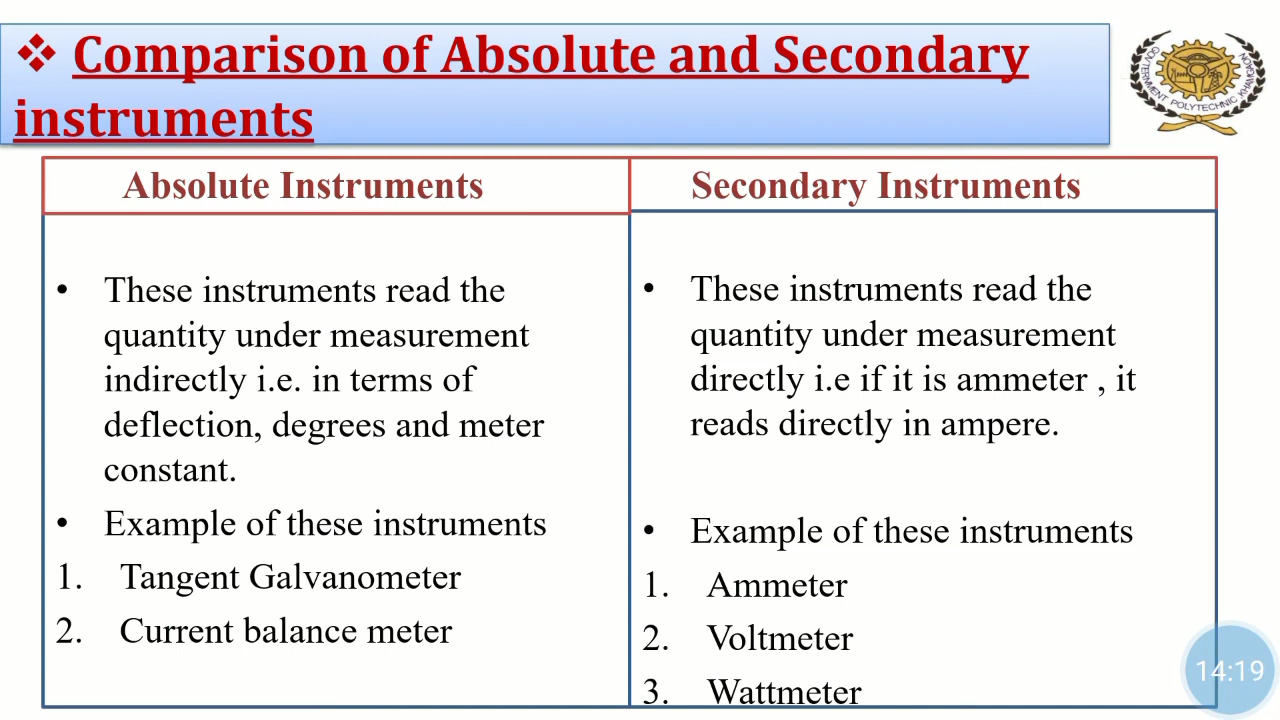 ❖ Comparison of Absolute and Secondary
instruments
GOVERNMENT POLYTECHNIC KHAMGAON
Absolute Instruments
• These instruments read the
quantity under measurement
indirectly i.e. in terms of
deflection, degrees and meter
constant.
• Example of these instruments
1. Tangent Galvanometer
2. Current balance meter
Secondary Instruments
• These instruments read the
quantity under measurement
directly i.e if it is ammeter , it
reads directly in ampere.
• Example of these instruments
1. Ammeter
2. Voltmeter
3. Wattmeter
14:19